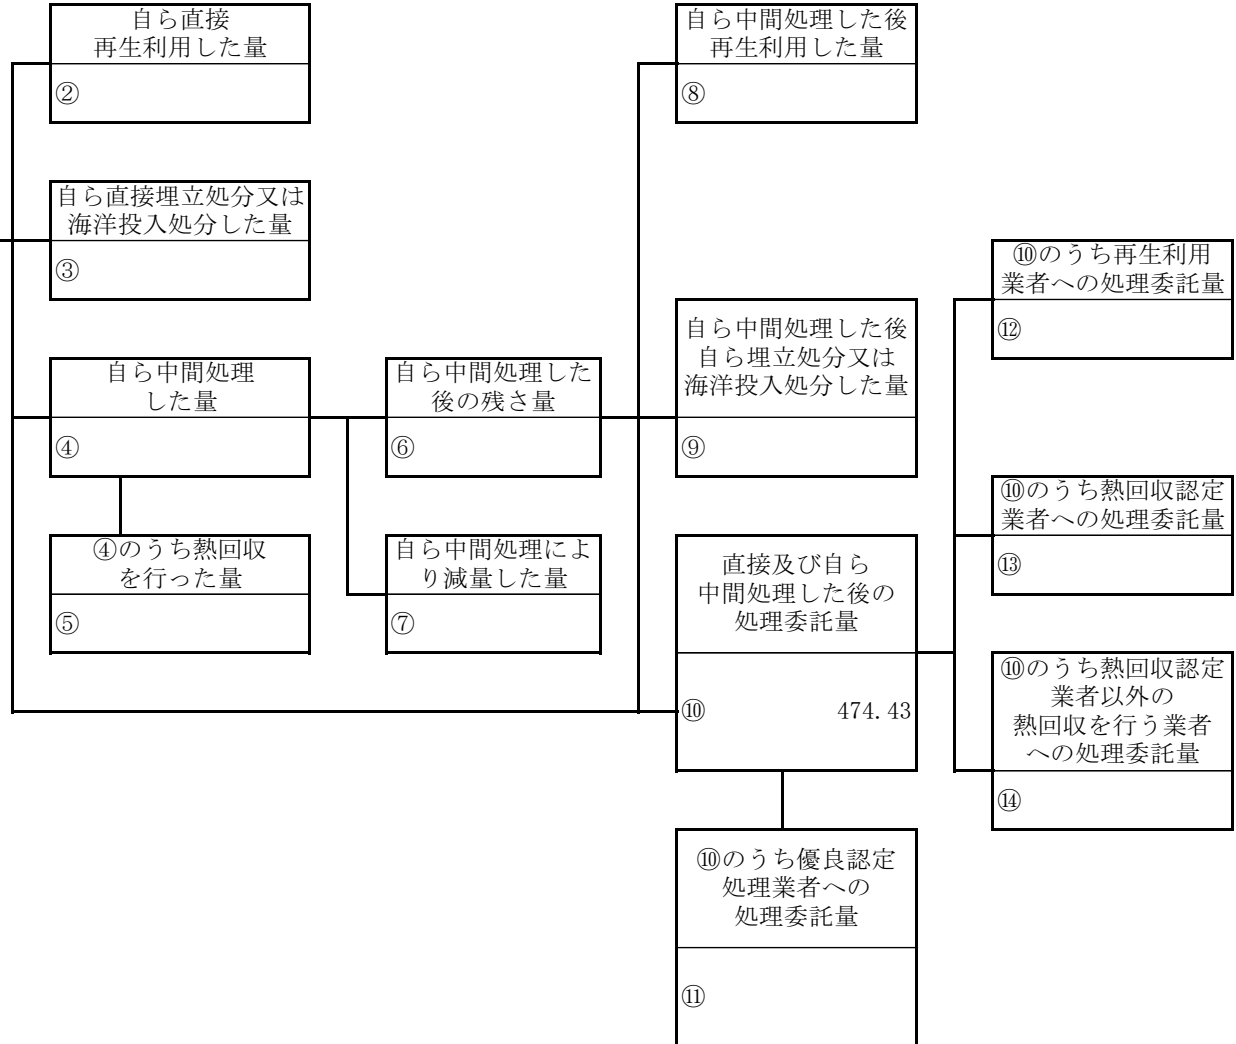 自ら直接
再生利用した量
②
自ら直接埋立処分又は
海洋投入処分した量
③
自ら中間処理
した量
④
④のうち熱回収
を行った量
⑤
自ら中間処理した
後の残さ量
⑥
自ら中間処理によ
り減量した量
⑦
自ら中間処理した後
再生利用した量
⑧
自ら中間処理した後
自ら埋立処分又は
海洋投入処分した量
⑨
直接及び自ら
中間処理した後の
処理委託量
⑩ 474.43
⑩のうち優良認定
処理業者への
処理委託量
⑪
⑩のうち再生利用
業者への処理委託量
⑫
⑩のうち熱回収認定
業者への処理委託量
⑬
⑩のうち熱回収認定
業者以外の
熱回収を行う業者
への処理委託量
⑭